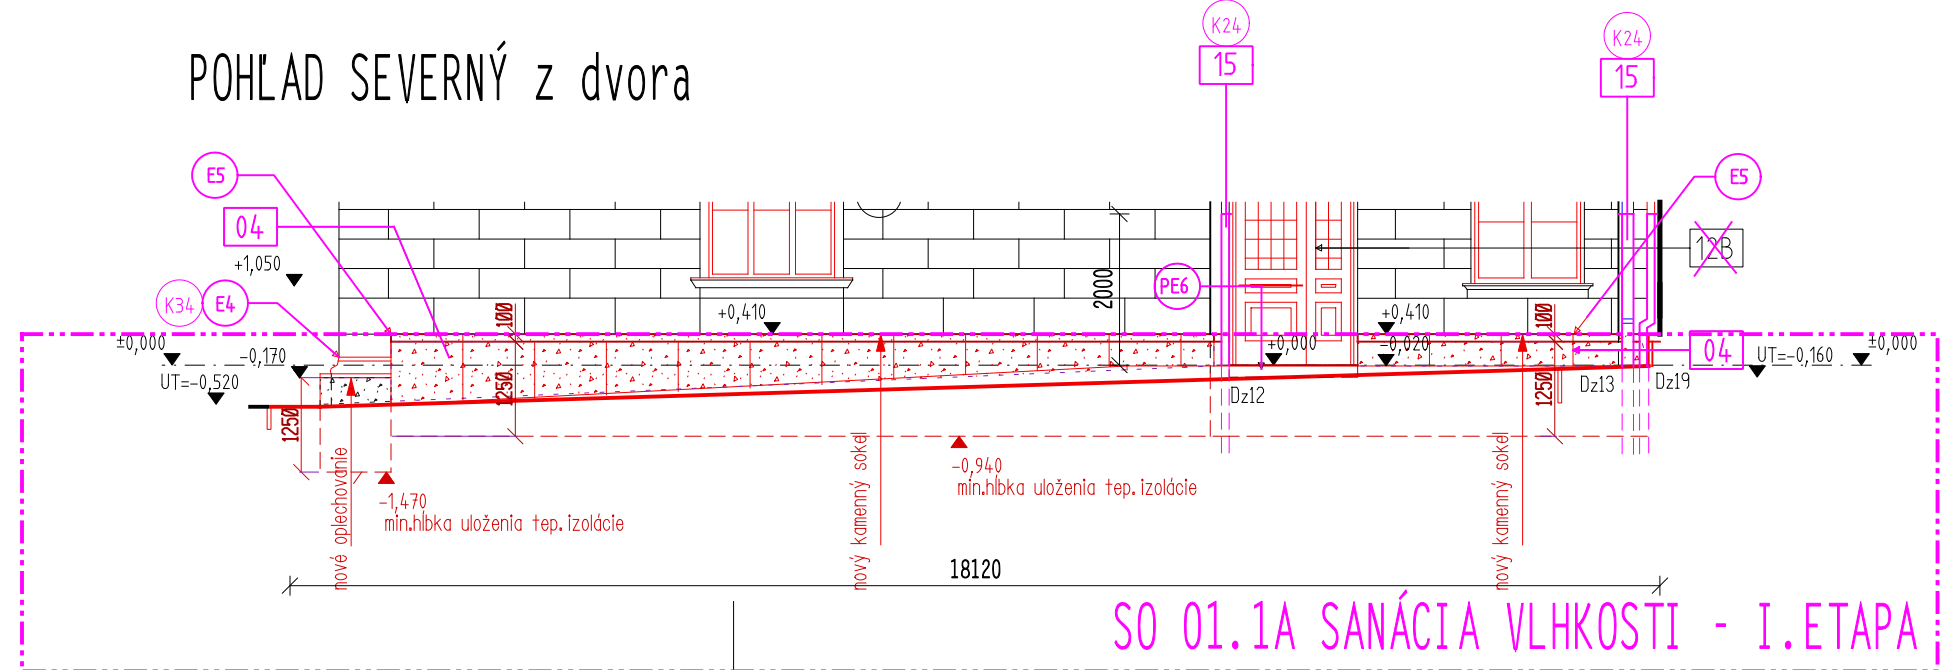 POHĽAD SEVERNÝ z dvora
K24
15
K24
15
E5
E5
04
+1,050
K34
E4
12B
PE6
2000
100
+0,410
+0,410
100
±0,000
-0,170
UT=-0,520
+0,000
-0,020
04
UT=-0,160
±0,000
1250
1250
1250
Dz12
Dz13
Dz19
-1,470
min.hĺbka uloženia tep.izolácie
-0,940
min.hĺbka uloženia tep.izolácie
nové oplechovanie
nový kamenný sokel
nový kamenný sokel
18120
SO 01.1A SANÁCIA VLHKOSTI - I.ETAPA